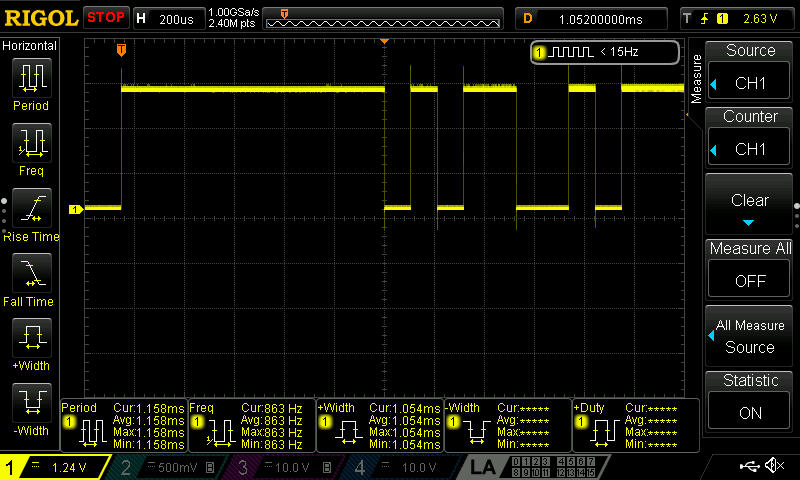 RIGOL STOP H 200us 1.00GSa/s 2.40M pts T D 1.05200000ms T 1 2.63 V
Horizontal
Period
Freq
Rise Time
Fall Time
+Width
-Width
T
1 < 15Hz
1
Measure
Source
CH1
Counter
CH1
Clear
Measure All
OFF
All Measure
Source
Statistic
ON
Period
1
Cur:1.158ms
Avg:1.158ms
Max:1.158ms
Min:1.158ms
Freq
1
Cur:863 Hz
Avg:863 Hz
Max:863 Hz
Min:863 Hz
+Width
1
Cur:1.054ms
Avg:1.054ms
Max:1.054ms
Min:1.054ms
-Width
1
Cur:*****
Avg:*****
Max:*****
Min:*****
+Duty
1
Cur:*****
Avg:*****
Max:*****
Min:*****
1 1.24 V 2 500mV B 3 10.0 V B 4 10.0 V LA
0 1 2 3 4 5 6 7
8 9 10 11 12 13 14 15